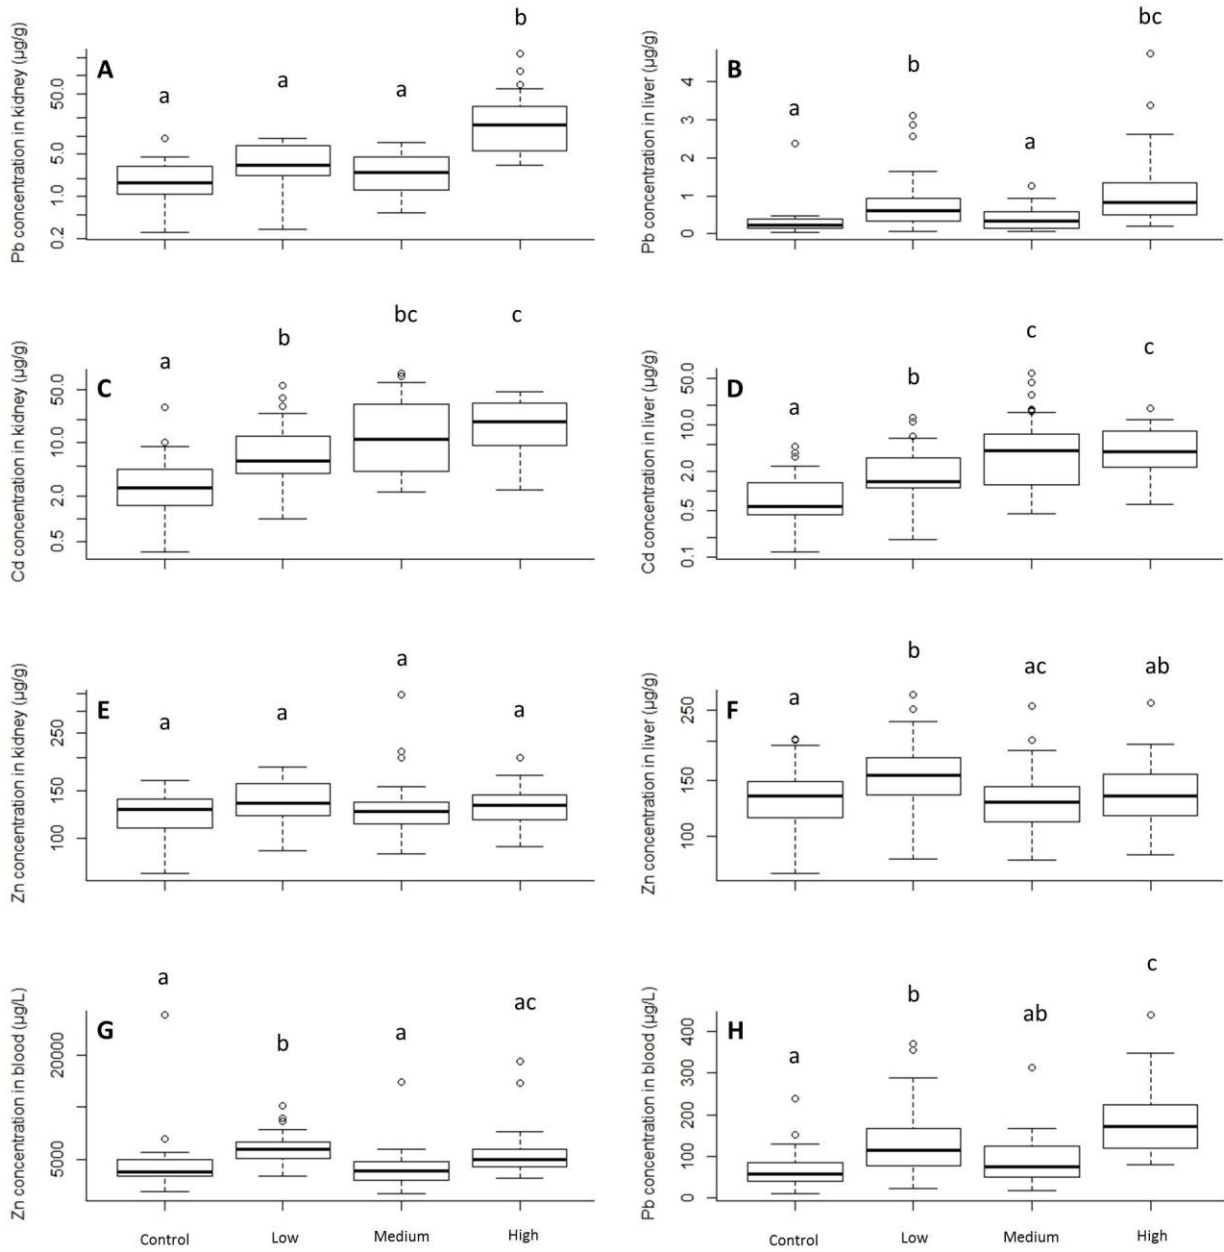 A
Pb concentration in kidney (µg/g)
50.0
5.0
1.0
0.2
a
a
a
b
B
Pb concentration in liver (µg/g)
4
3
2
1
0
a
b
a
bc
C
Cd concentration in kidney (µg/g)
50.0
10.0
2.0
0.5
a
b
bc
c
D
Cd concentration in liver (µg/g)
50.0
10.0
2.0
0.5
0.1
a
b
c
c
E
Zn concentration in kidney (µg/g)
250
150
100
a
a
a
a
F
Zn concentration in liver (µg/g)
250
150
100
a
b
ac
ab
G
Zn concentration in blood (µg/L)
20000
5000
a
b
a
ac
Control
Low
Medium
High
H
Pb concentration in blood (µg/L)
400
300
200
100
0
a
b
ab
c
Control
Low
Medium
High